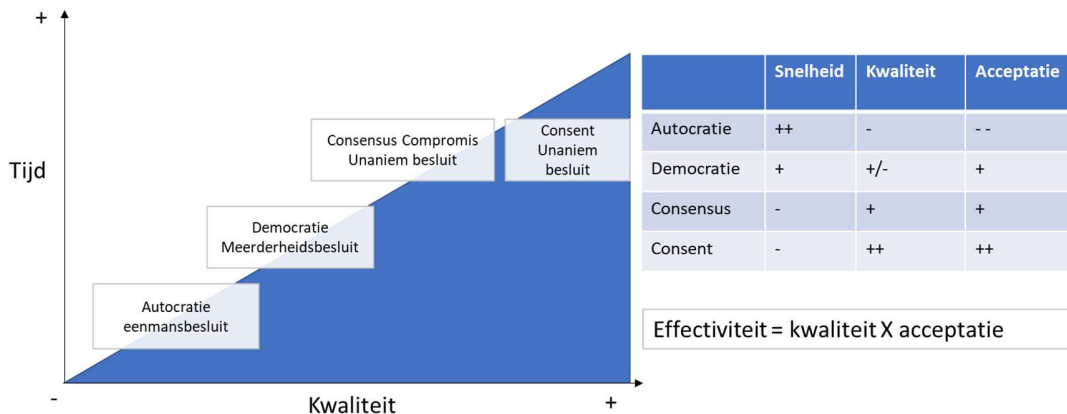 +
Tijd
Consensus Compromis
Unaniem besluit
Consent
Unaniem
besluit
Democratie
Meerderheidsbesluit
Autocratie
eenmansbesluit
-
Kwaliteit
+
Snelheid Kwaliteit Acceptatie
Autocratie ++ - - -
Democratie + +/- +
Consensus - + +
Consent - ++ ++
Effectiviteit = kwaliteit X acceptatie